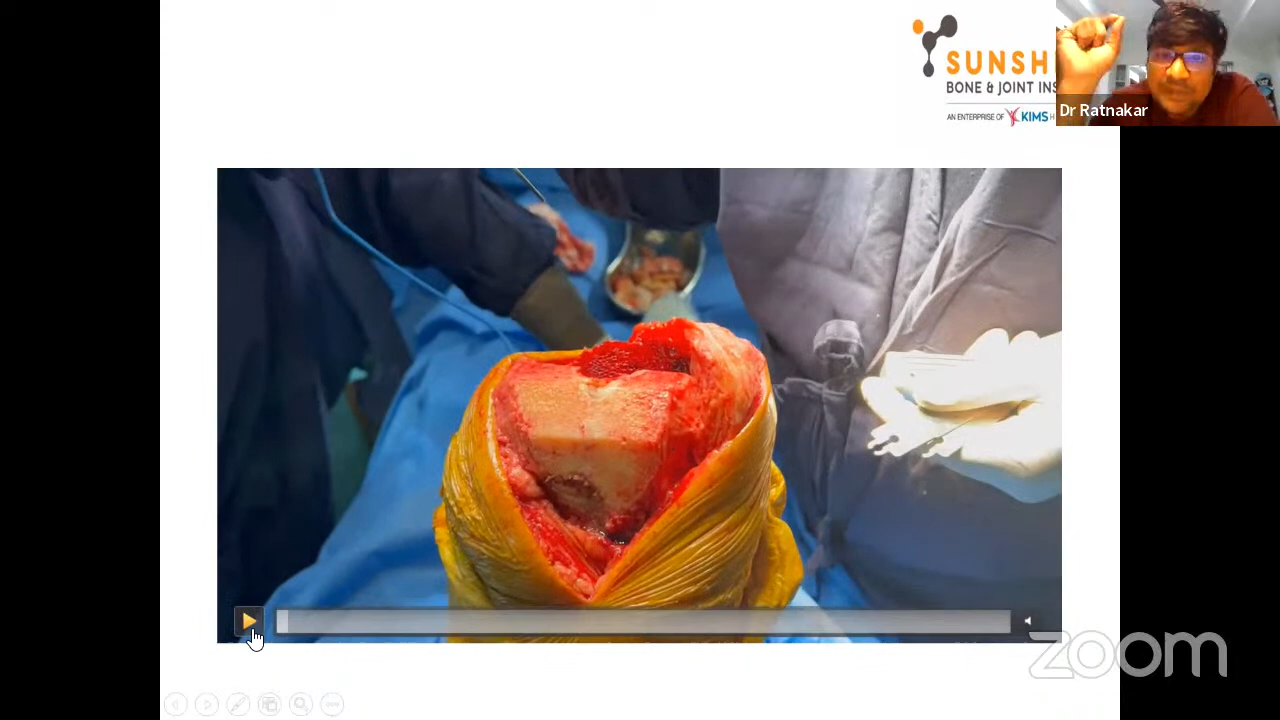 SUNSH
BONE & JOINT INS
AN ENTERPRISE OF KIMS H
Dr Ratnakar
zoom